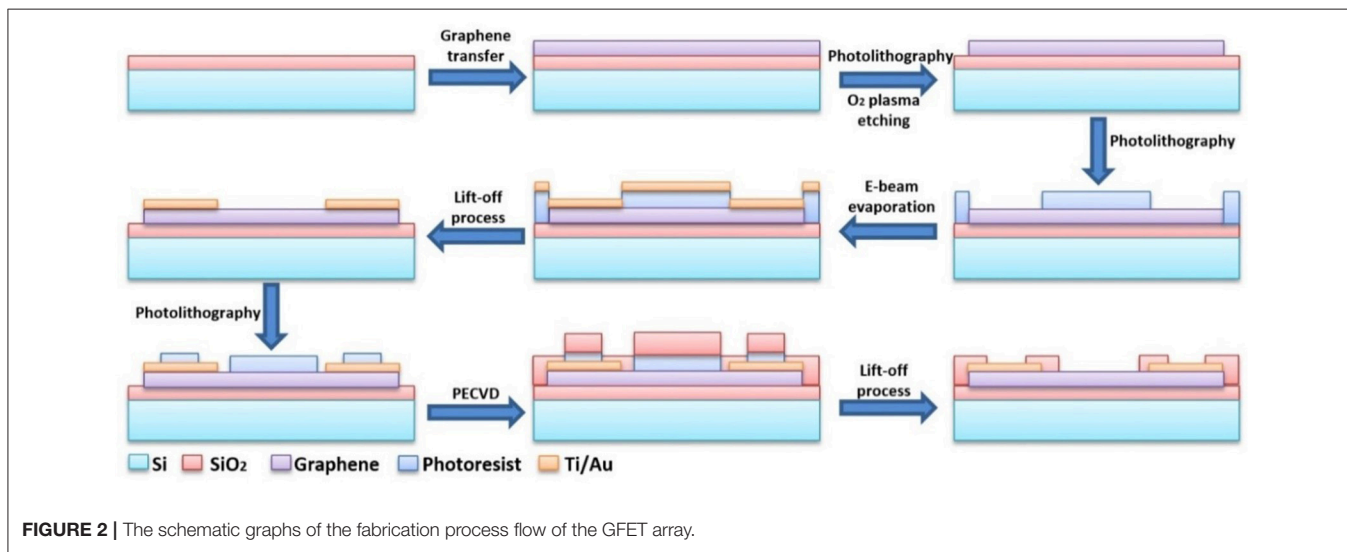 Graphene
transfer
Photolithography
O₂ plasma
etching
Photolithography
E-beam
evaporation
Lift-off
process
Photolithography
PECVD
Lift-off
process
Si SiO₂ Graphene Photoresist Ti/Au
FIGURE 2 | The schematic graphs of the fabrication process flow of the GFET array.